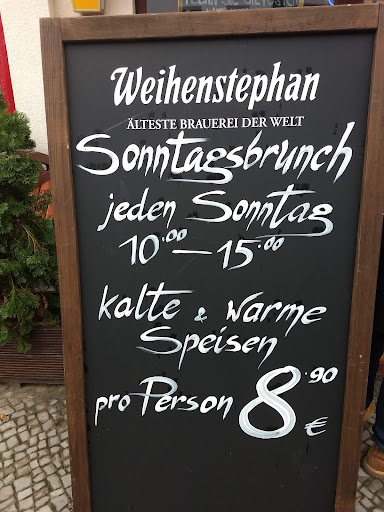 Weihenstephan
ÄLTESTE BRAUEREI DER WELT
Sonntagsbrunch
jeden Sonntag
10.00 – 15.00
kalte & warme
Speisen
pro Person 8.90 €